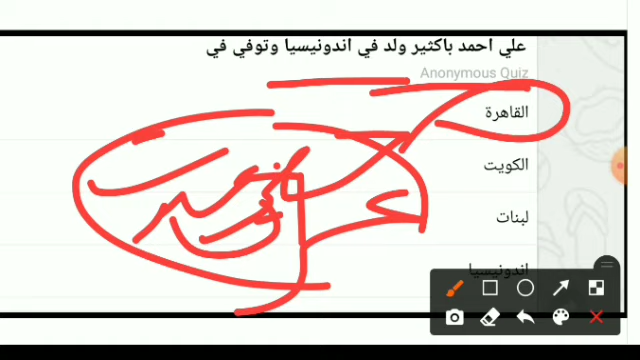 علي احمد باكثير ولد في اندونيسيا وتوفي في
Anonymous Quiz
القاهرة
الكويت
لبنات
اندونيسيا